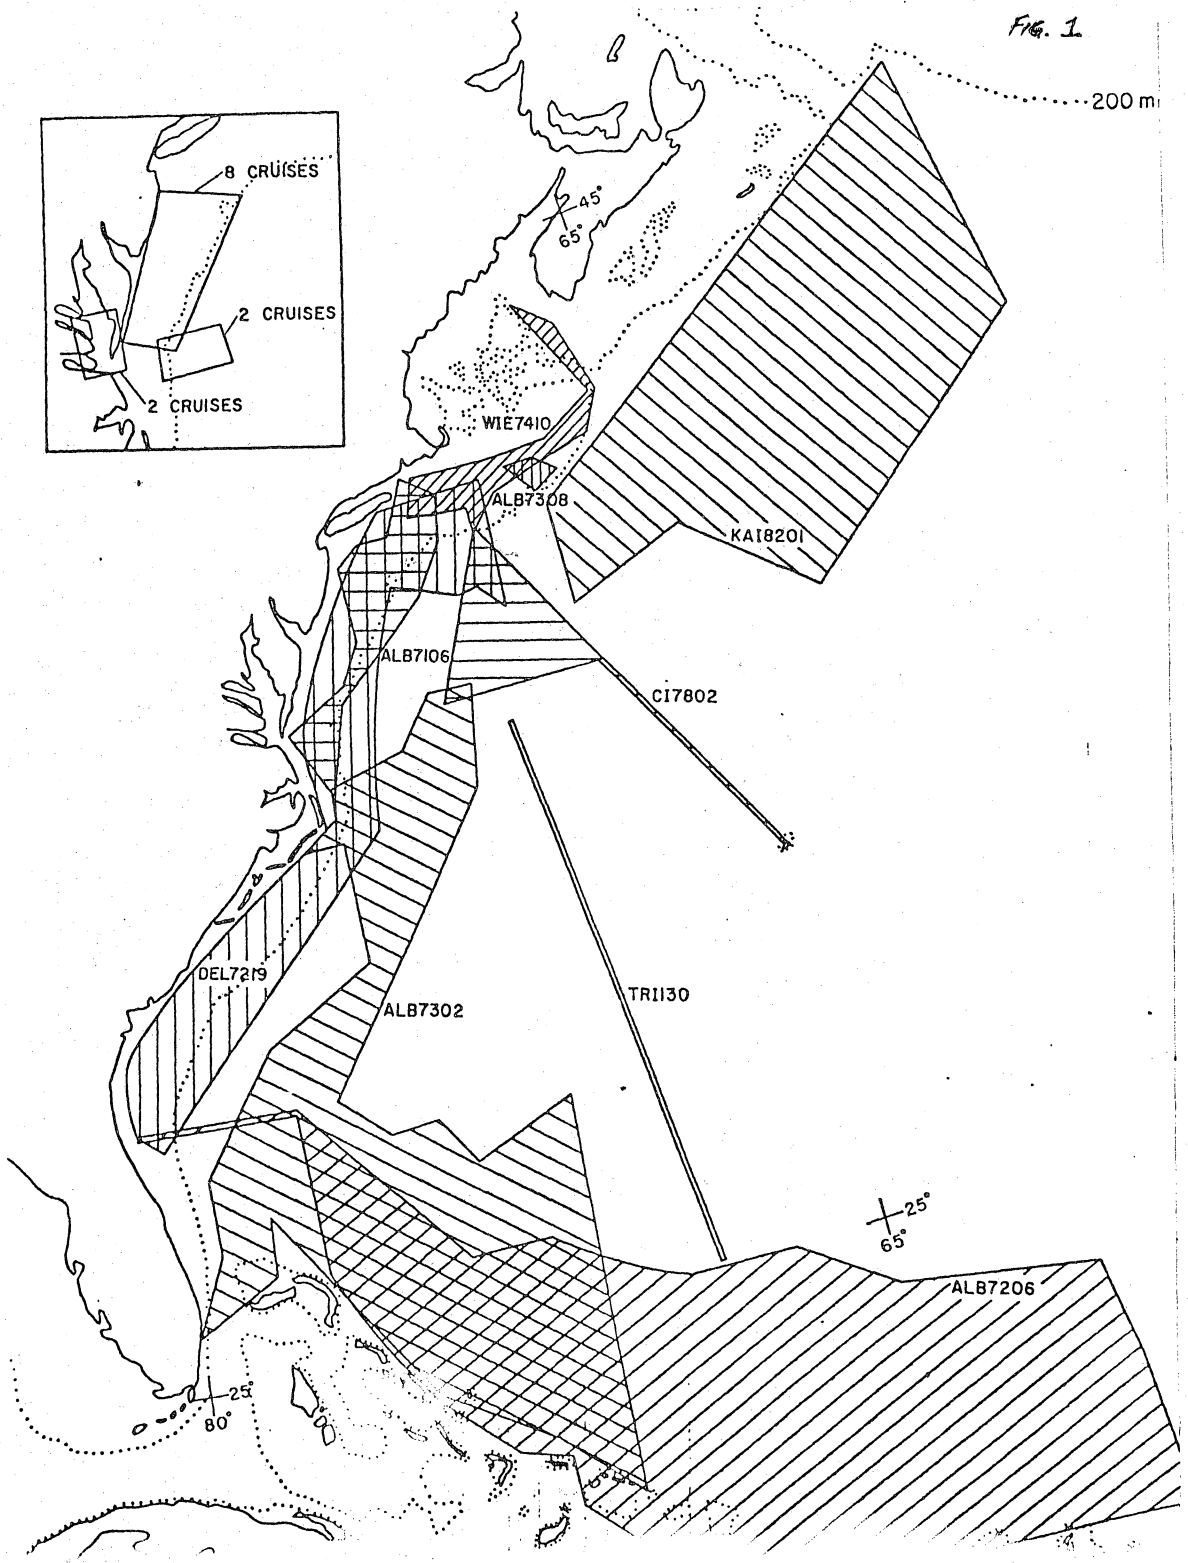 FIG. 1
200 m
8 CRUISES
45°
65°
2 CRUISES
2 CRUISES
WIE7410
ALB7308
KAI8201
ALB7106
CI7802
DEL7219
TRI1130
ALB7302
25°
65°
ALB7206
25°
80°